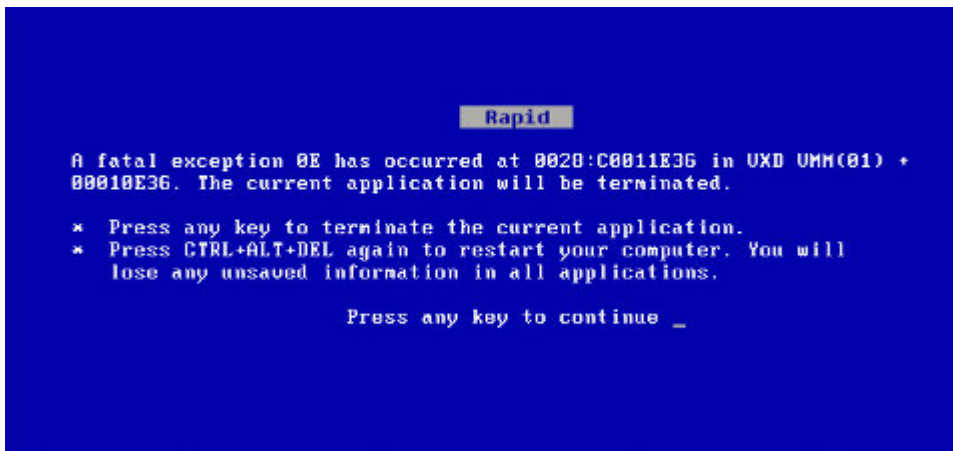 Rapid
A fatal exception 0E has occurred at 0028:C0011E36 in VXD VMM(01) +
00010E36. The current application will be terminated.
* Press any key to terminate the current application.
* Press CTRL+ALT+DEL again to restart your computer. You will
lose any unsaved information in all applications.
Press any key to continue _